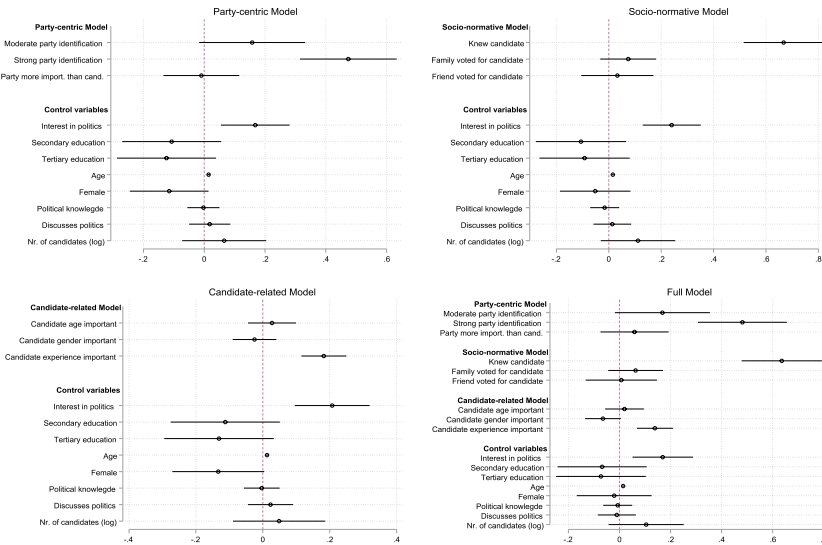 Party-centric Model
Party-centric Model
Moderate party identification
Strong party identification
Party more import. than cand.
Control variables
Interest in politics
Secondary education
Tertiary education
Age
Female
Political knowlegde
Discusses politics
Nr. of candidates (log)
-.2 0 .2 .4 .6
Socio-normative Model
Socio-normative Model
Knew candidate
Family voted for candidate
Friend voted for candidate
Control variables
Interest in politics
Secondary education
Tertiary education
Age
Female
Political knowlegde
Discusses politics
Nr. of candidates (log)
-.2 0 .2 .4 .6 .8
Candidate-related Model
Candidate-related Model
Candidate age important
Candidate gender important
Candidate experience important
Control variables
Interest in politics
Secondary education
Tertiary education
Age
Female
Political knowlegde
Discusses politics
Nr. of candidates (log)
-.4 -.2 0 .2 .4
Full Model
Party-centric Model
Moderate party identification
Strong party identification
Party more import. than cand.
Socio-normative Model
Knew candidate
Family voted for candidate
Friend voted for candidate
Candidate-related Model
Candidate age important
Candidate gender important
Candidate experience important
Control variables
Interest in politics
Secondary education
Tertiary education
Age
Female
Political knowlegde
Discusses politics
Nr. of candidates (log)
-.2 0 .2 .4 .6 .8